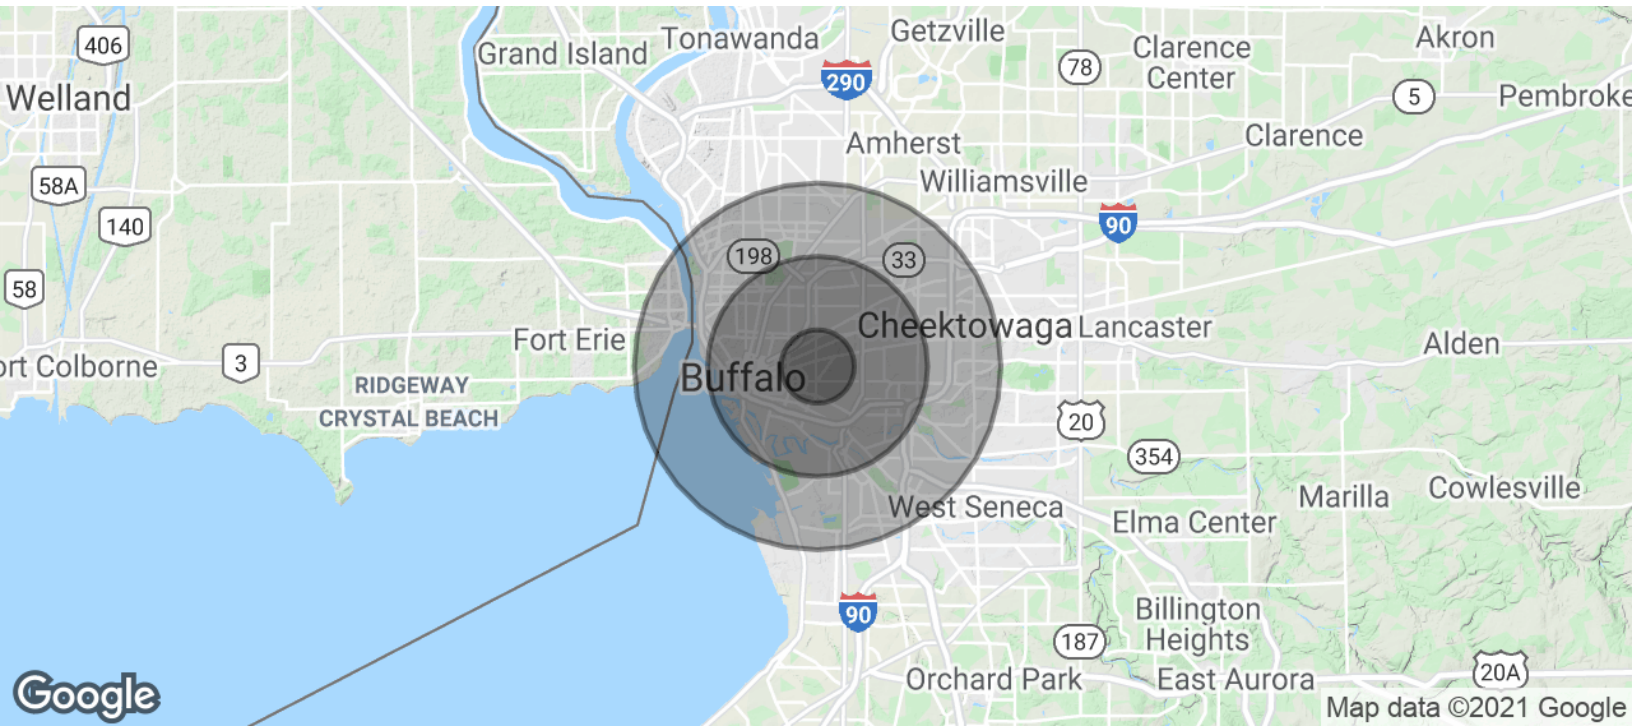 406
Grand Island
Tonawanda
Getzville
Clarence
Center
Akron
78
290
5
Welland
Pembroke
Amherst
Clarence
58A
Williamsville
140
90
198
33
58
Fort Erie
Cheektowaga
Lancaster
Alden
ort Colborne
3
RIDGEWAY
Buffalo
CRYSTAL BEACH
20
354
West Seneca
Marilla
Cowlesville
Elma Center
90
Billington
Heights
187
Orchard Park
East Aurora
20A
Google
Map data ©2021 Google